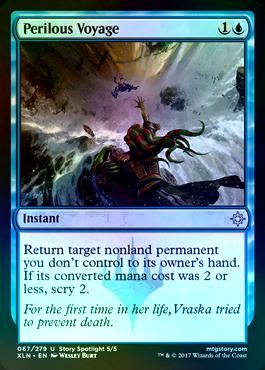 Perilous Voyage 1
Instant
Return target nonland permanent
you don't control to its owner's hand.
If its converted mana cost was 2 or
less, scry 2.
For the first time in her life, Vraska tried
to prevent death.
067/279 U Story Spotlight 5/5
XLN • EN Wesley Burt
mtgstory.com
™ & © 2017 Wizards of the Coast